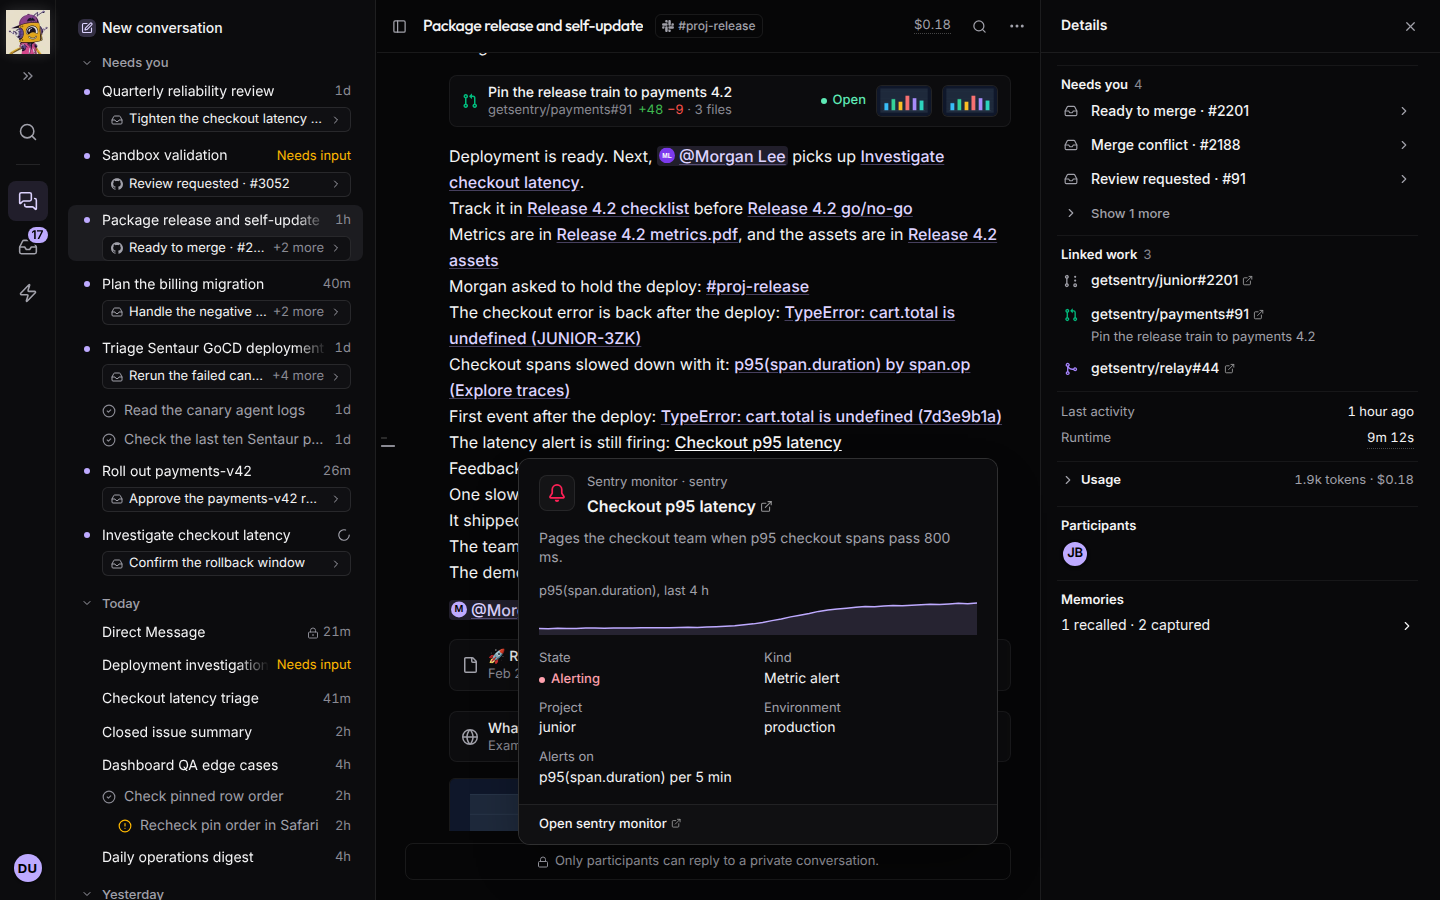 New conversation
Needs you
Quarterly reliability review 1d
Tighten the checkout latency ...
Sandbox validation Needs input
Review requested · #3052
Package release and self-update 1h
Ready to merge · #2... +2 more
17
Plan the billing migration 40m
Handle the negative ... +2 more
Triage Sentaur GoCD deployment 1d
Rerun the failed can... +4 more
Read the canary agent logs 1d
Check the last ten Sentaur p... 1d
Roll out payments-v42 26m
Approve the payments-v42 r...
Investigate checkout latency
Confirm the rollback window
Today
Direct Message 21m
Deployment investigation Needs input
Checkout latency triage 41m
Closed issue summary 2h
Dashboard QA edge cases 4h
Check pinned row order 2h
Recheck pin order in Safari 2h
Daily operations digest 4h
Yesterday
DU
Package release and self-update #proj-release $0.18
Pin the release train to payments 4.2
getsentry/payments#91 +48 −9 · 3 files
Open
Deployment is ready. Next, ML @Morgan Lee picks up Investigate
checkout latency.
Track it in Release 4.2 checklist before Release 4.2 go/no-go
Metrics are in Release 4.2 metrics.pdf, and the assets are in Release 4.2
assets
Morgan asked to hold the deploy: #proj-release
The checkout error is back after the deploy: TypeError: cart.total is
undefined (JUNIOR-3ZK)
Checkout spans slowed down with it: p95(span.duration) by span.op
(Explore traces)
First event after the deploy: TypeError: cart.total is undefined (7d3e9b1a)
The latency alert is still firing: Checkout p95 latency
Feedback
One slow
It shipped
The team
The demo
M @Mor
🚀 R
Feb 2
Wha
Exam
Sentry monitor · sentry
Checkout p95 latency
Pages the checkout team when p95 checkout spans pass 800
ms.
p95(span.duration), last 4 h
State Kind
Alerting Metric alert
Project Environment
junior production
Alerts on
p95(span.duration) per 5 min
Open sentry monitor
Only participants can reply to a private conversation.
Details
Needs you 4
Ready to merge · #2201
Merge conflict · #2188
Review requested · #91
Show 1 more
Linked work 3
getsentry/junior#2201
getsentry/payments#91
Pin the release train to payments 4.2
getsentry/relay#44
Last activity 1 hour ago
Runtime 9m 12s
Usage 1.9k tokens · $0.18
Participants
JB
Memories
1 recalled · 2 captured